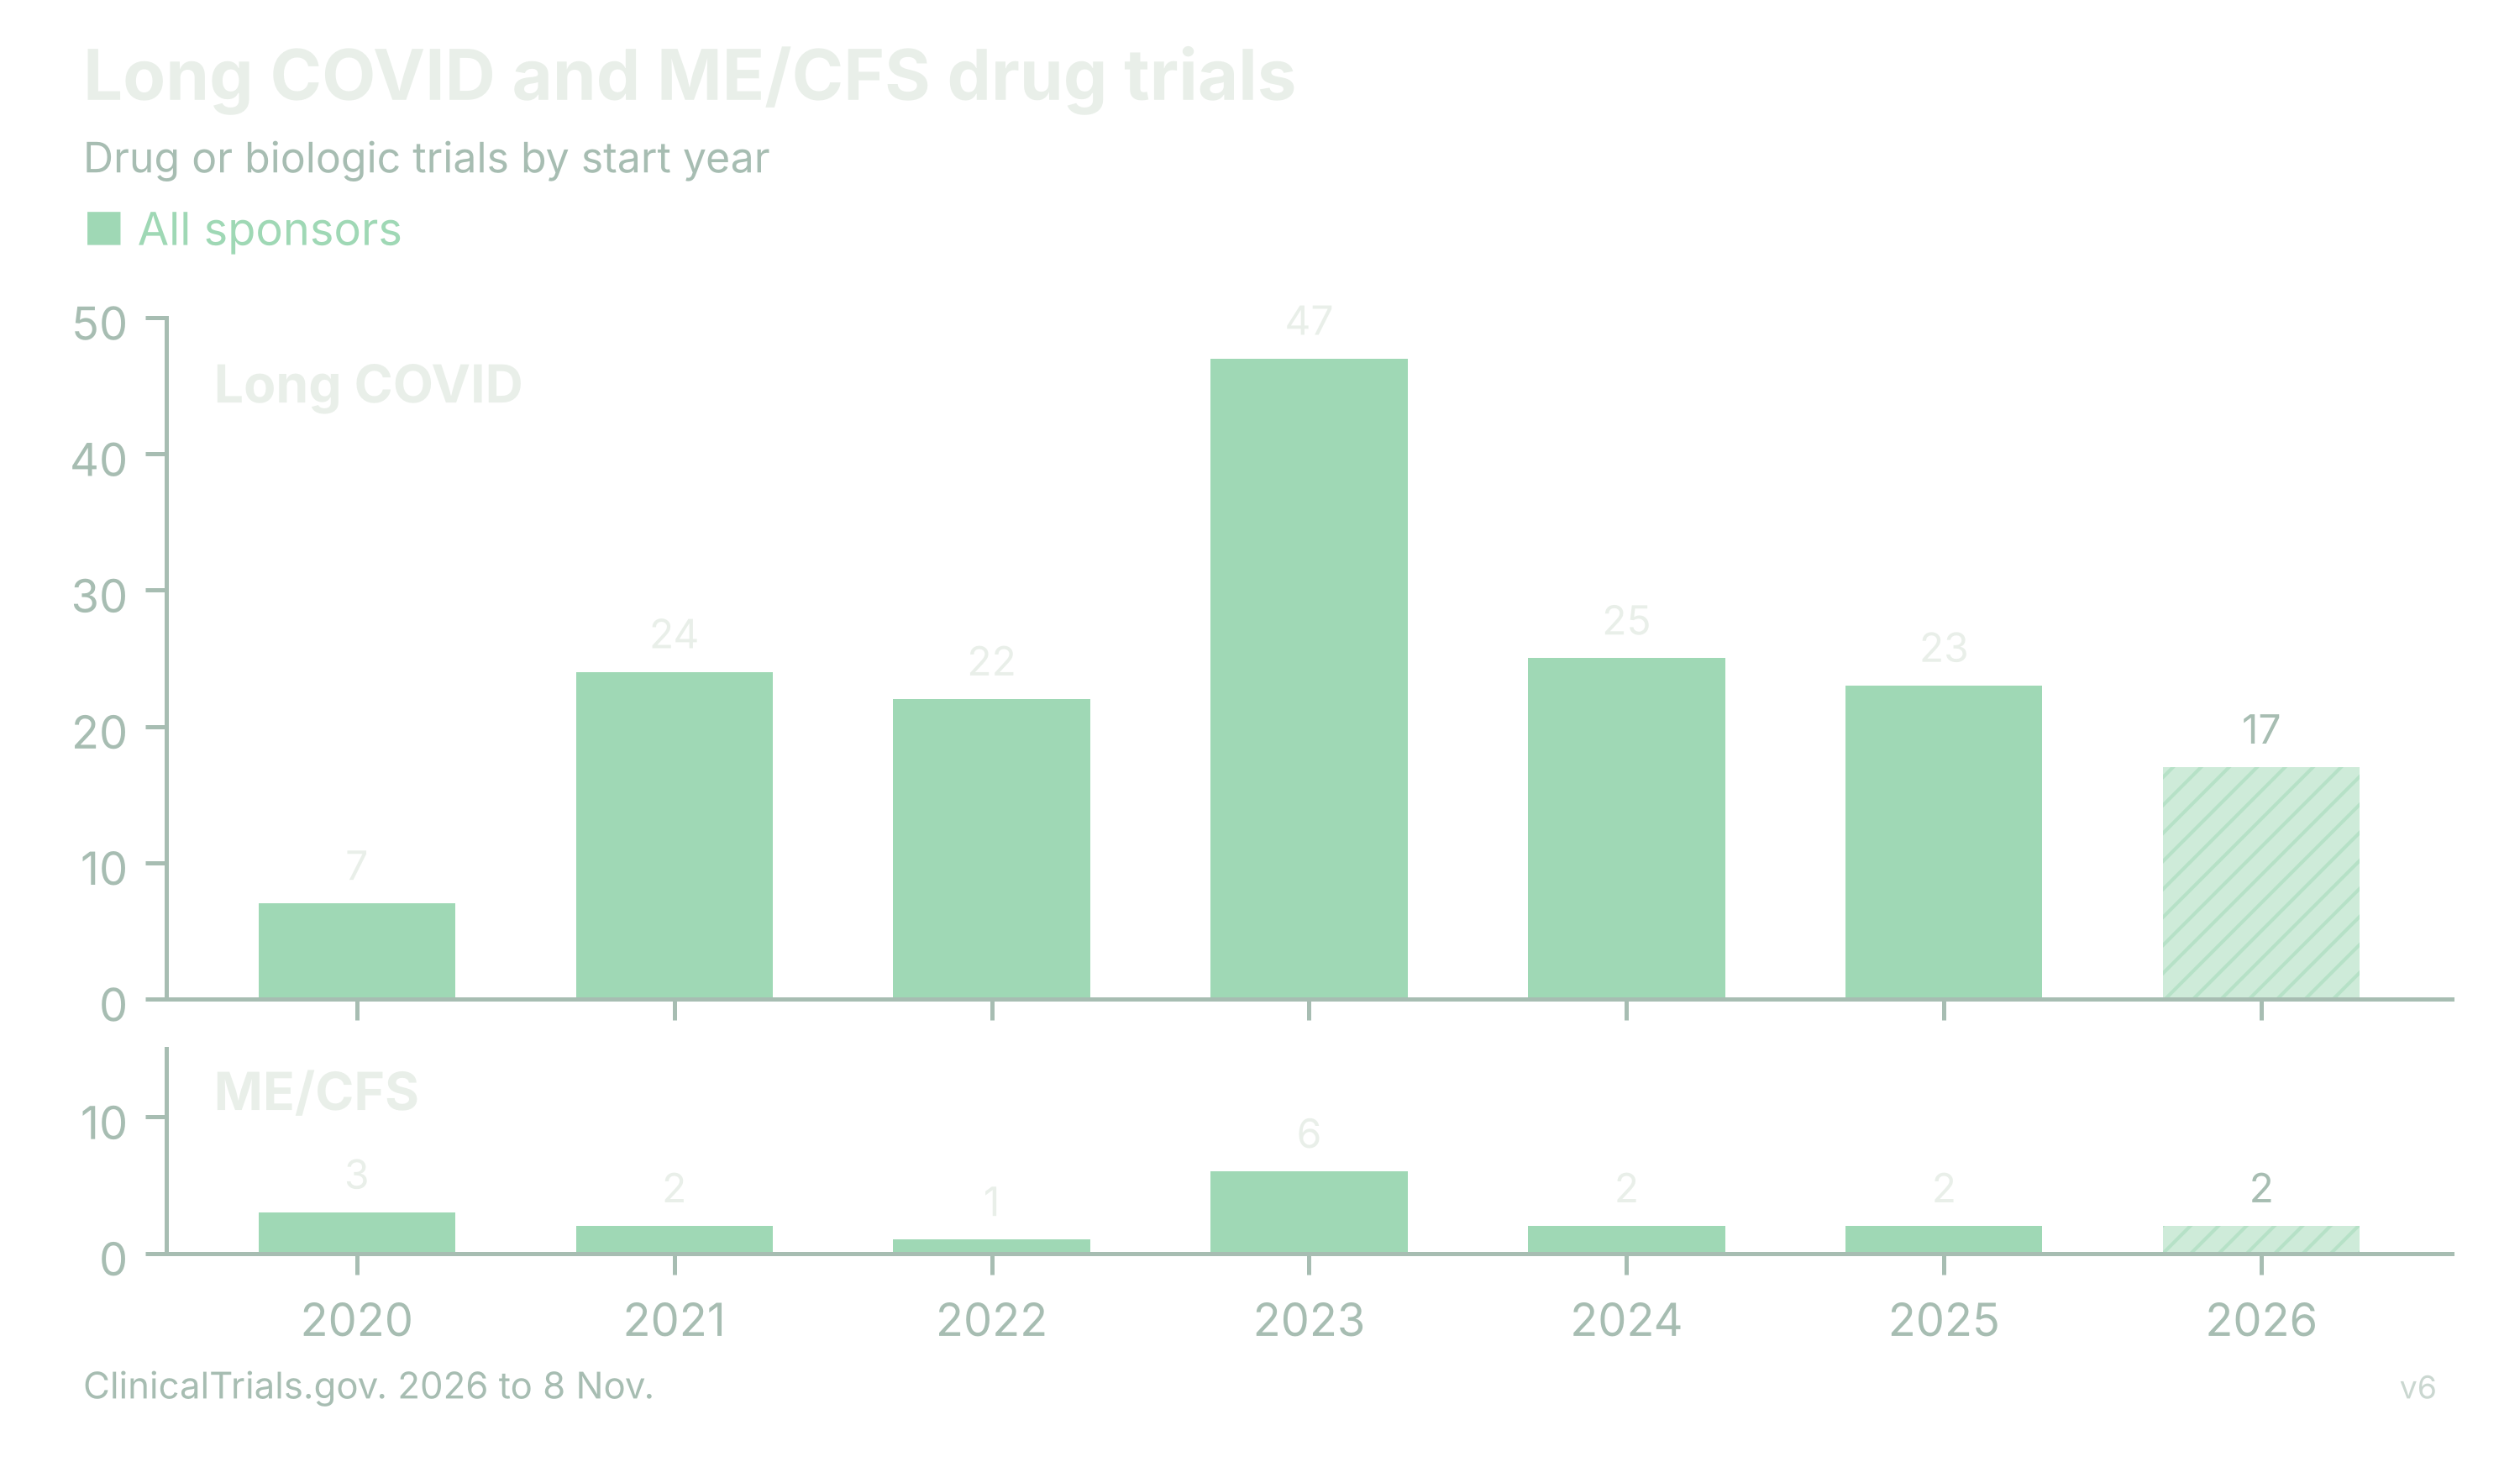 Long COVID and ME/CFS drug trials
Drug or biologic trials by start year
All sponsors
50
40
30
20
10
0
Long COVID
7
24
22
47
25
23
17
ME/CFS
10
0
3
2
1
6
2
2
2
2020 2021 2022 2023 2024 2025 2026
ClinicalTrials.gov. 2026 to 8 Nov.
v6